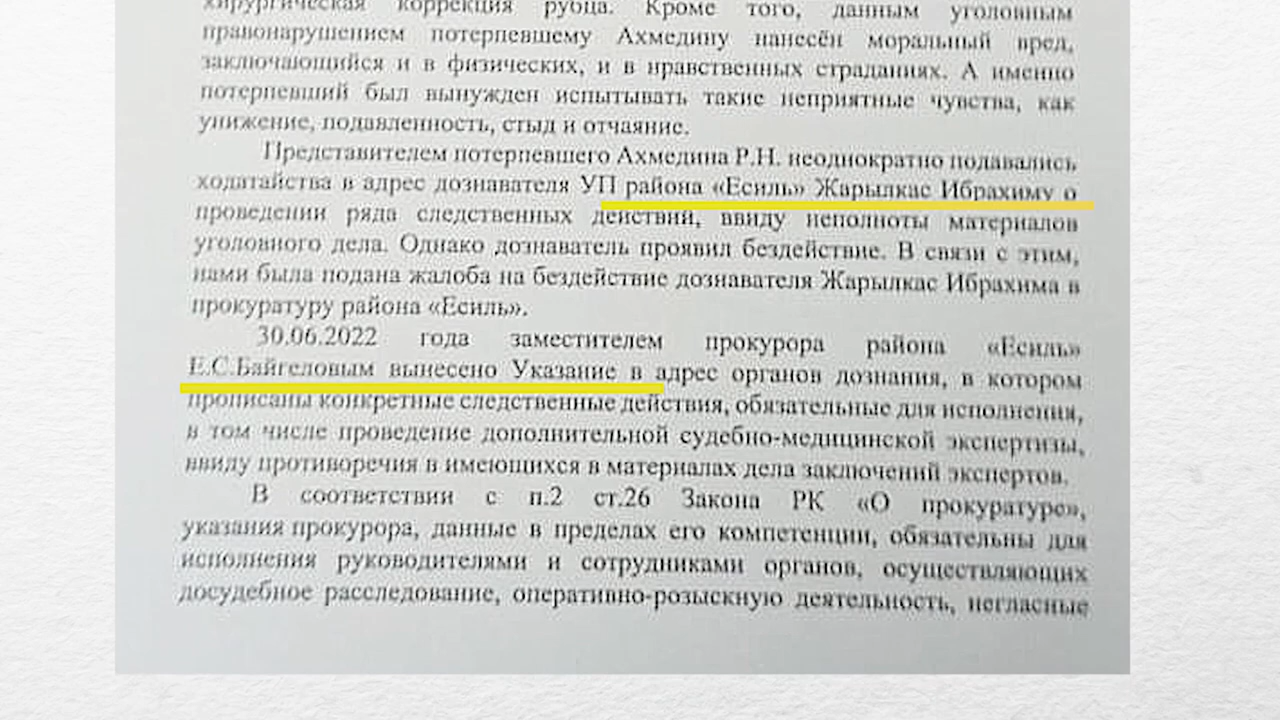 хирургическая коррекция рубца. Кроме того, данным уголовным
правонарушением потерпевшему Ахмедину нанесён моральный вред,
заключающийся и в физических, и в нравственных страданиях. А именно
потерпевший был вынужден испытывать такие неприятные чувства, как
унижение, подавленность, стыд и отчаяние.
Представителем потерпевшего Ахмедина Р.Н. неоднократно подавались
ходатайства в адрес дознавателя УП района «Есиль» Жарылкас Ибрахиму о
проведении ряда следственных действий, ввиду неполноты материалов
уголовного дела. Однако дознаватель проявил бездействие. В связи с этим,
нами была подана жалоба на бездействие дознавателя Жарылкас Ибрахима в
прокуратуру района «Есиль».
30.06.2022 года заместителем прокурора района «Есиль»
Е.С.Байгеловым вынесено Указание в адрес органов дознания, в котором
прописаны конкретные следственные действия, обязательные для исполнения,
в том числе проведение дополнительной судебно-медицинской экспертизы,
ввиду противоречия в имеющихся в материалах дела заключений экспертов.
В соответствии с п.2 ст.26 Закона РК «О прокуратуре»,
указания прокурора, данные в пределах его компетенции, обязательны для
исполнения руководителями и сотрудниками органов, осуществляющих
досудебное расследование, оперативно-розыскную деятельность, негласные